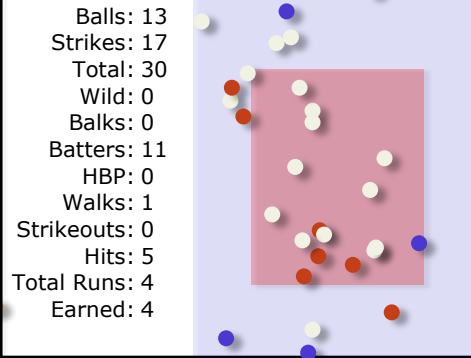 Balls: 13
Strikes: 17
Total: 30
Wild: 0
Balks: 0
Batters: 11
HBP: 0
Walks: 1
Strikeouts: 0
Hits: 5
Total Runs: 4
Earned: 4